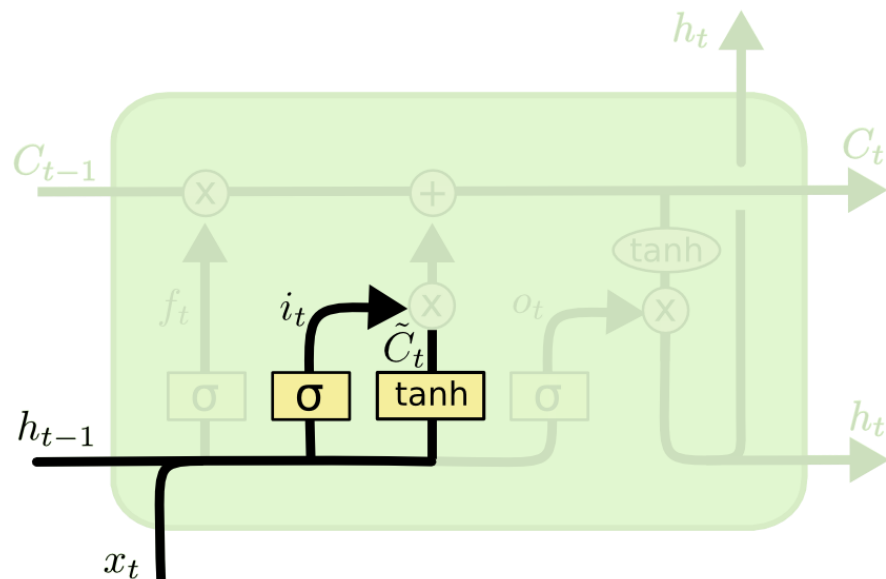 h_t
C_{t-1}
C_t
x
+
tanh
f_t
i_t
x
o_t
x
C̃_t
σ
σ
tanh
σ
h_{t-1}
h_t
x_t